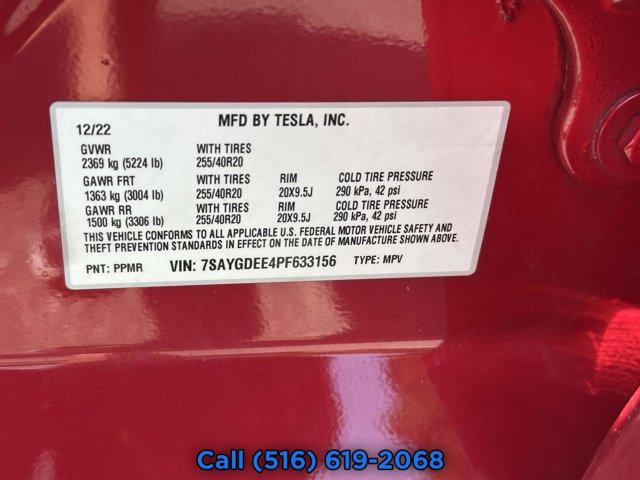 MFD BY TESLA, INC.
12/22
GVWR WITH TIRES
2369 kg (5224 lb) 255/40R20
GAWR FRT WITH TIRES RIM COLD TIRE PRESSURE
1363 kg (3004 lb) 255/40R20 20X9.5J 290 kPa, 42 psi
GAWR RR WITH TIRES RIM COLD TIRE PRESSURE
1500 kg (3306 lb) 255/40R20 20X9.5J 290 kPa, 42 psi
THIS VEHICLE CONFORMS TO ALL APPLICABLE U.S. FEDERAL MOTOR VEHICLE SAFETY AND
THEFT PREVENTION STANDARDS IN EFFECT ON THE DATE OF MANUFACTURE SHOWN ABOVE.
PNT: PPMR VIN: 7SAYGDEE4PF633156 TYPE: MPV
Call (516) 619-2068